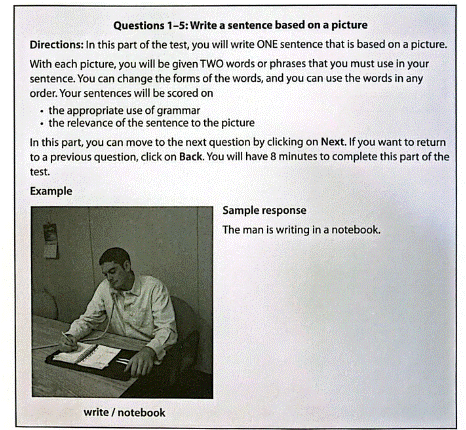 Questions 1–5: Write a sentence based on a picture
Directions: In this part of the test, you will write ONE sentence that is based on a picture.
With each picture, you will be given TWO words or phrases that you must use in your
sentence. You can change the forms of the words, and you can use the words in any
order. Your sentences will be scored on
• the appropriate use of grammar
• the relevance of the sentence to the picture
In this part, you can move to the next question by clicking on Next. If you want to return
to a previous question, click on Back. You will have 8 minutes to complete this part of the
test.
Example
Sample response
The man is writing in a notebook.
write / notebook